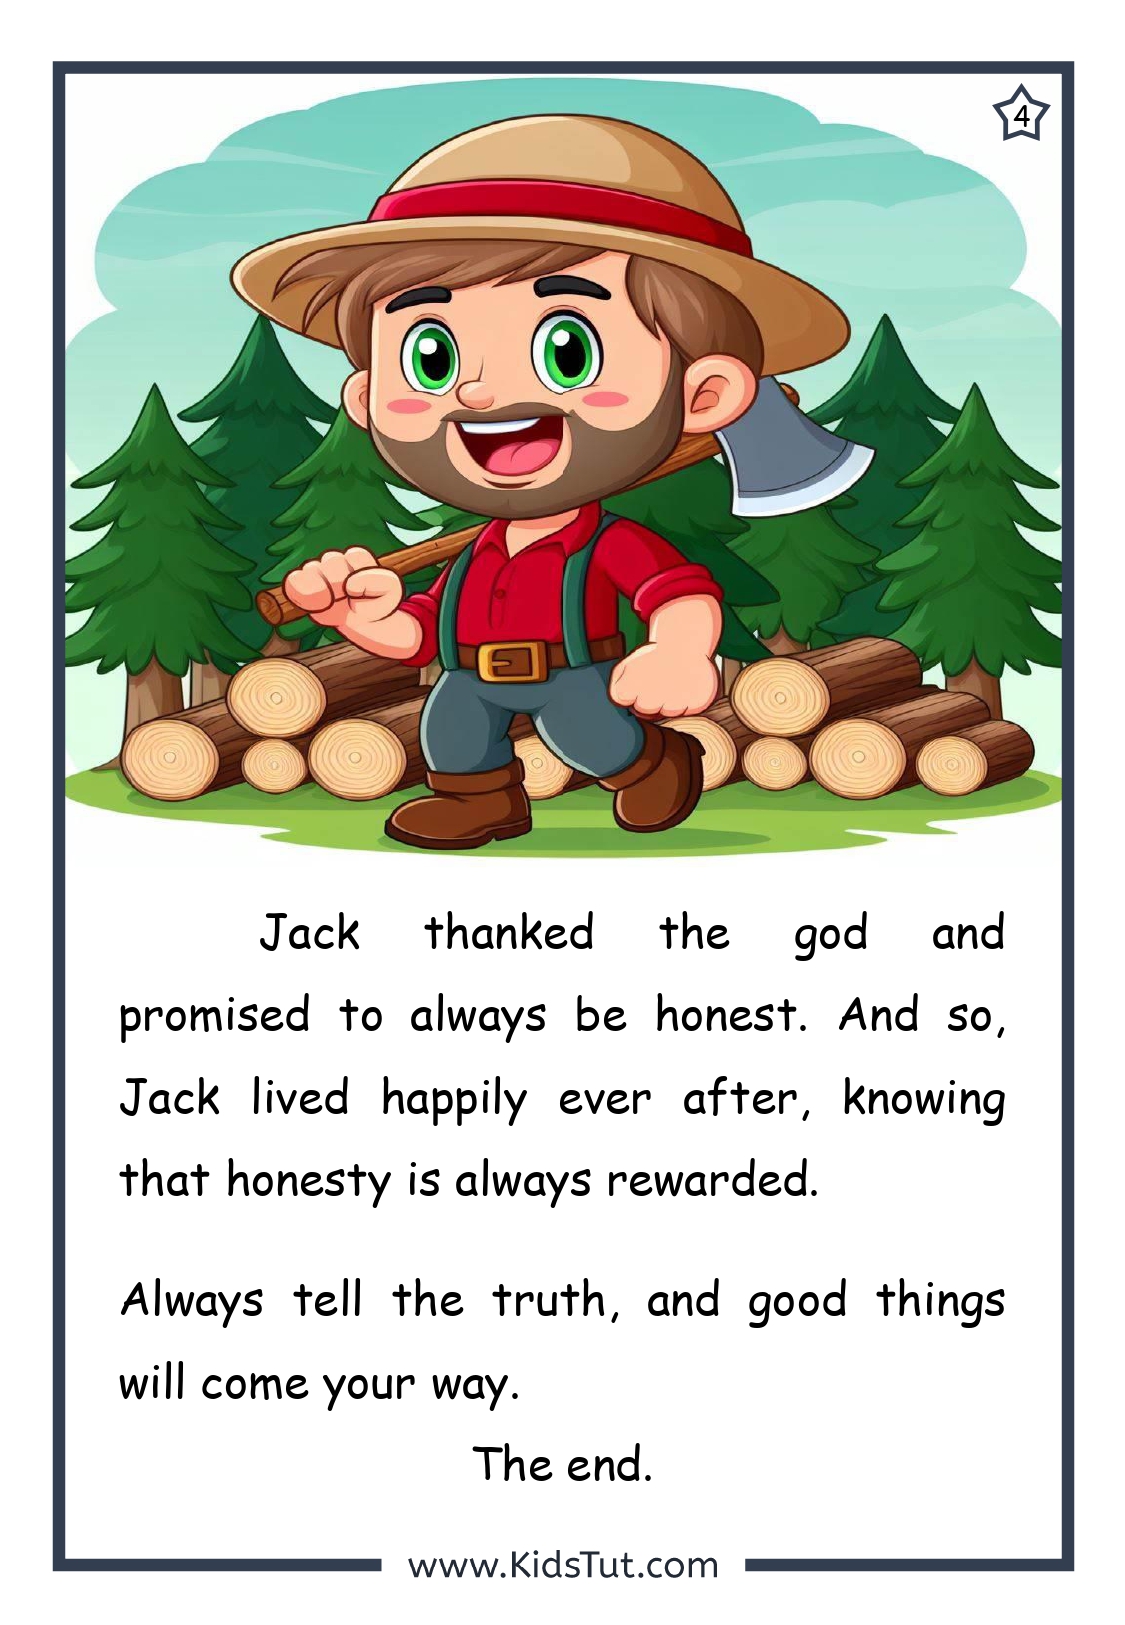 4
Jack thanked the god and
promised to always be honest. And so,
Jack lived happily ever after, knowing
that honesty is always rewarded.
Always tell the truth, and good things
will come your way.
The end.
www.KidsTut.com